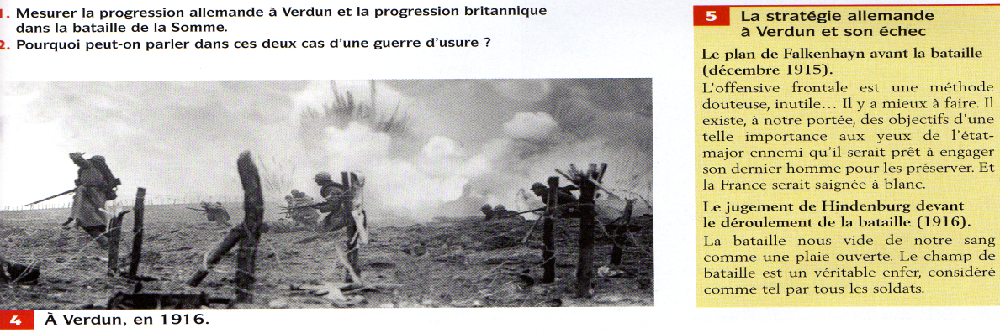 1. Mesurer la progression allemande à Verdun et la progression britannique
dans la bataille de la Somme.
2. Pourquoi peut-on parler dans ces deux cas d'une guerre d'usure ?
4 À Verdun, en 1916.
5 La stratégie allemande
à Verdun et son échec
Le plan de Falkenhayn avant la bataille
(décembre 1915).
L'offensive frontale est une méthode
douteuse, inutile… Il y a mieux à faire. Il
existe, à notre portée, des objectifs d'une
telle importance aux yeux de l'état-
major ennemi qu'il serait prêt à engager
son dernier homme pour les préserver. Et
la France serait saignée à blanc.
Le jugement de Hindenburg devant
le déroulement de la bataille (1916).
La bataille nous vide de notre sang
comme une plaie ouverte. Le champ de
bataille est un véritable enfer, considéré
comme tel par tous les soldats.